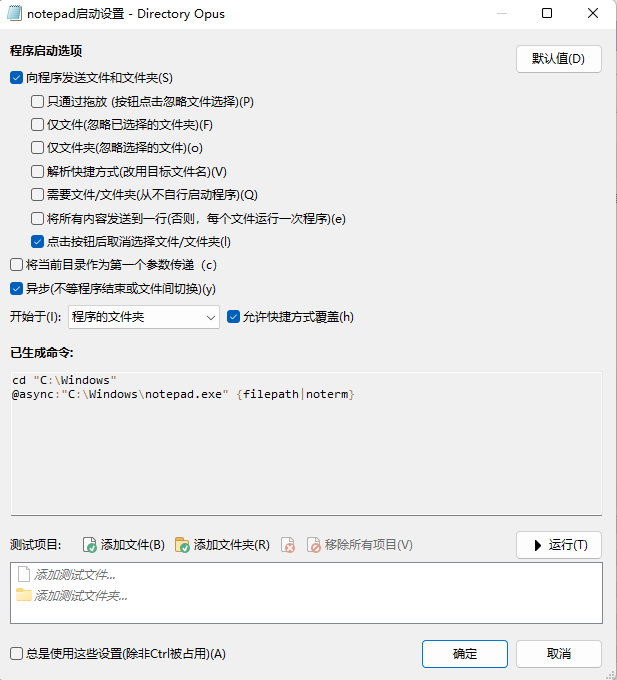 notepad启动设置 - Directory Opus
程序启动选项
默认值(D)
向程序发送文件和文件夹(S)
只通过拖放 (按钮点击忽略文件选择)(P)
仅文件(忽略已选择的文件夹)(F)
仅文件夹(忽略选择的文件)(o)
解析快捷方式(改用目标文件名)(V)
需要文件/文件夹(从不自行启动程序)(Q)
将所有内容发送到一行(否则，每个文件运行一次程序)(e)
点击按钮后取消选择文件/文件夹(l)
将当前目录作为第一个参数传递（c）
异步(不等程序结束或文件间切换)(y)
开始于(I): 程序的文件夹 允许快捷方式覆盖(h)
已生成命令:
cd "C:\Windows"
@async:"C:\Windows\notepad.exe" {filepath|noterm}
测试项目: 添加文件(B) 添加文件夹(R) 移除所有项目(V) 运行(T)
添加测试文件...
添加测试文件夹...
总是使用这些设置(除非Ctrl被占用)(A) 确定 取消